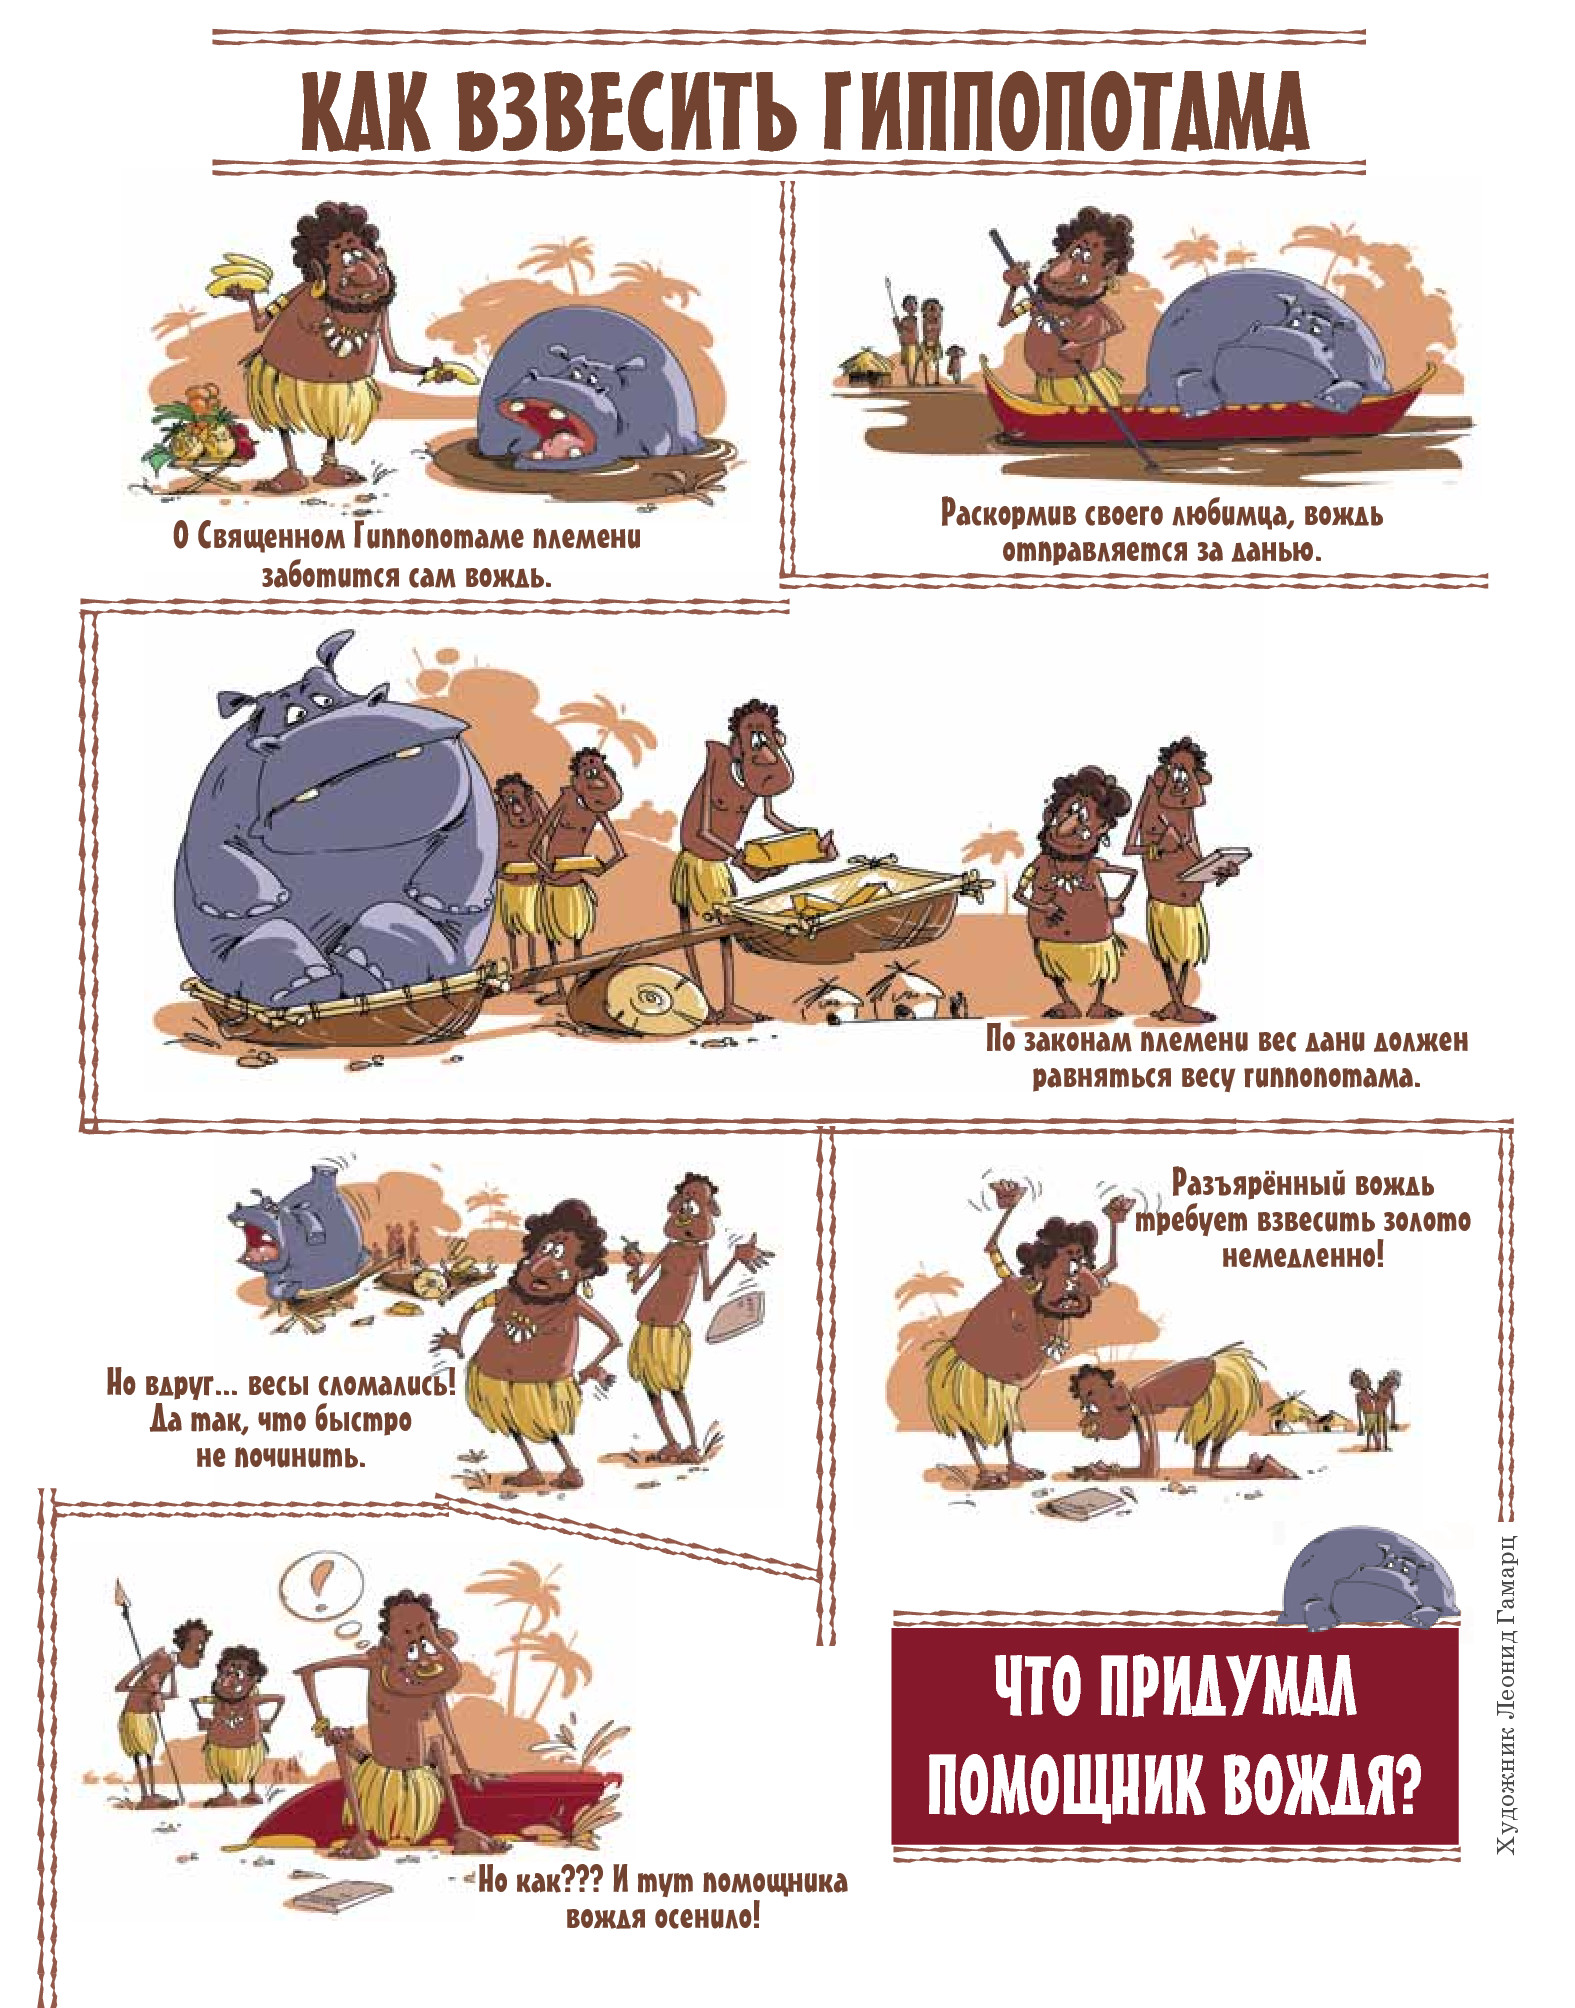 КАК ВЗВЕСИТЬ ГИППОПОТАМА
О Священном Гиппопотаме племени
заботится сам вождь.
Раскормив своего любимца, вождь
отправляется за данью.
По законам племени вес дани должен
равняться весу гиппопотама.
Но вдруг... весы сломались!
Да так, что быстро
не починить.
Разъярённый вождь
требует взвесить золото
немедленно!
Но как??? И тут помощника
вождя осенило!
ЧТО ПРИДУМАЛ
ПОМОЩНИК ВОЖДЯ?
Художник Леонид Гамарц